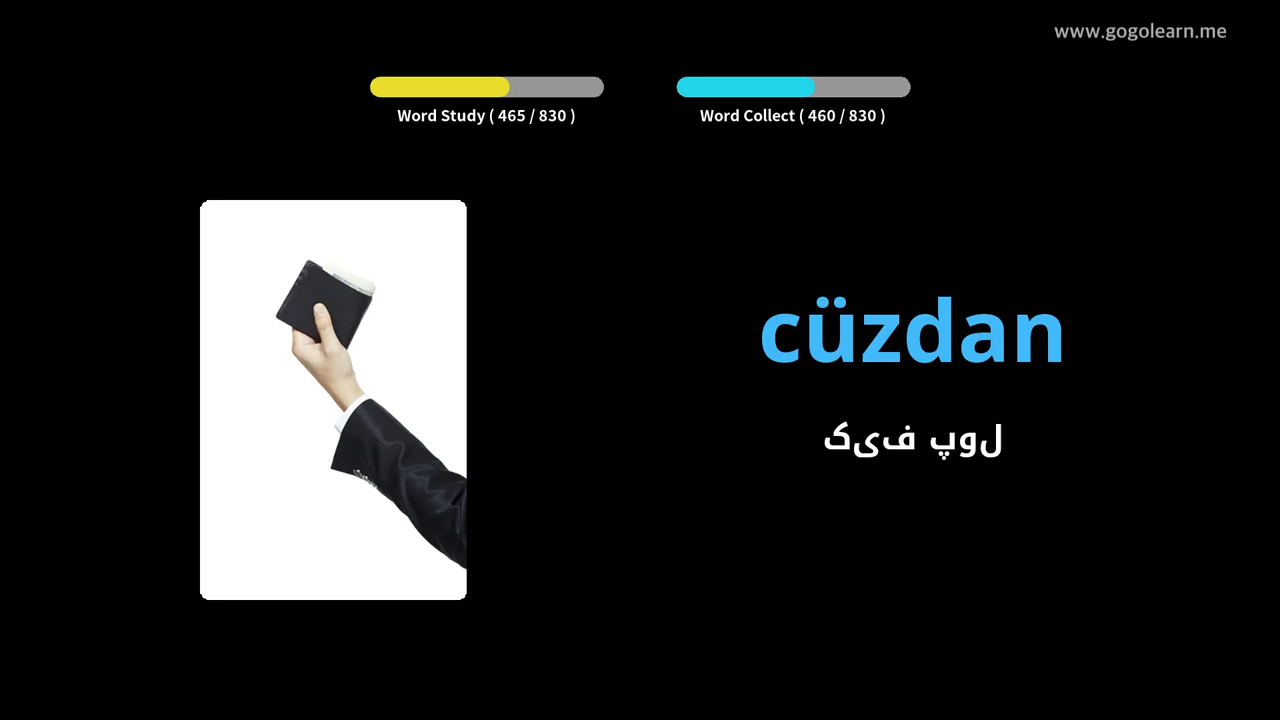 www.gogolearn.me
Word Study ( 465 / 830 )
Word Collect ( 460 / 830 )
cüzdan
کیف پول